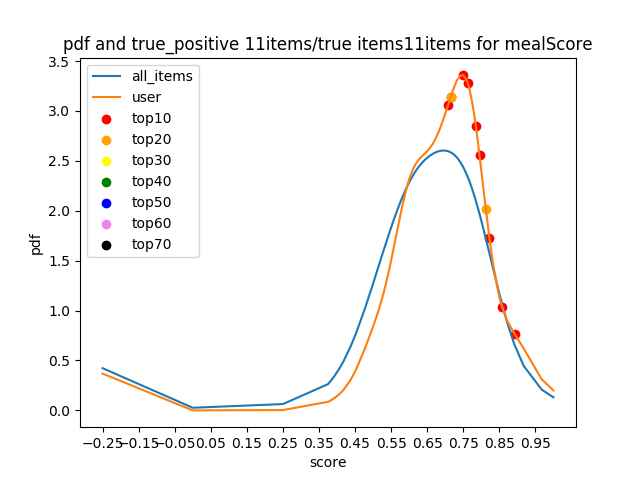 pdf and true_positive 11items/true items11items for mealScore
3.5
3.0
2.5
2.0
1.5
1.0
0.5
0.0
pdf
all_items
user
top10
top20
top30
top40
top50
top60
top70
−0.25 −0.15 −0.05 0.05 0.15 0.25 0.35 0.45 0.55 0.65 0.75 0.85 0.95
score